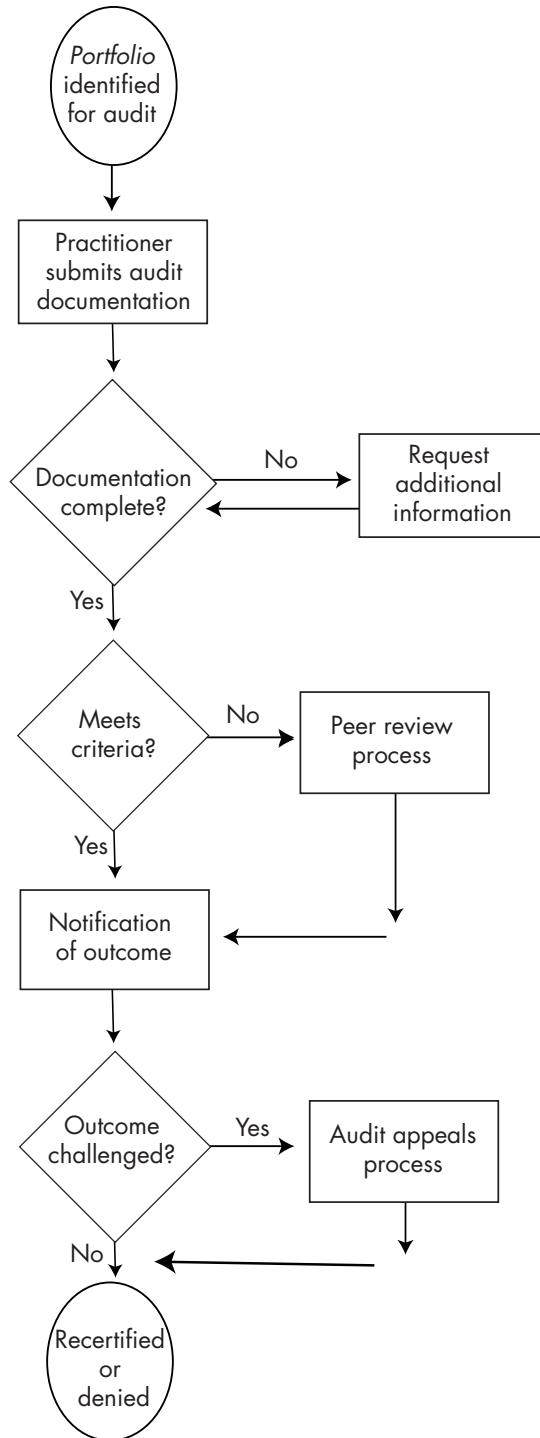 Portfolio
identified
for audit
Practitioner
submits audit
documentation
Documentation
complete?
No
Request
additional
information
Yes
Meets
criteria?
No
Peer review
process
Yes
Notification
of outcome
Outcome
challenged?
Yes
Audit appeals
process
No
Recertified
or
denied